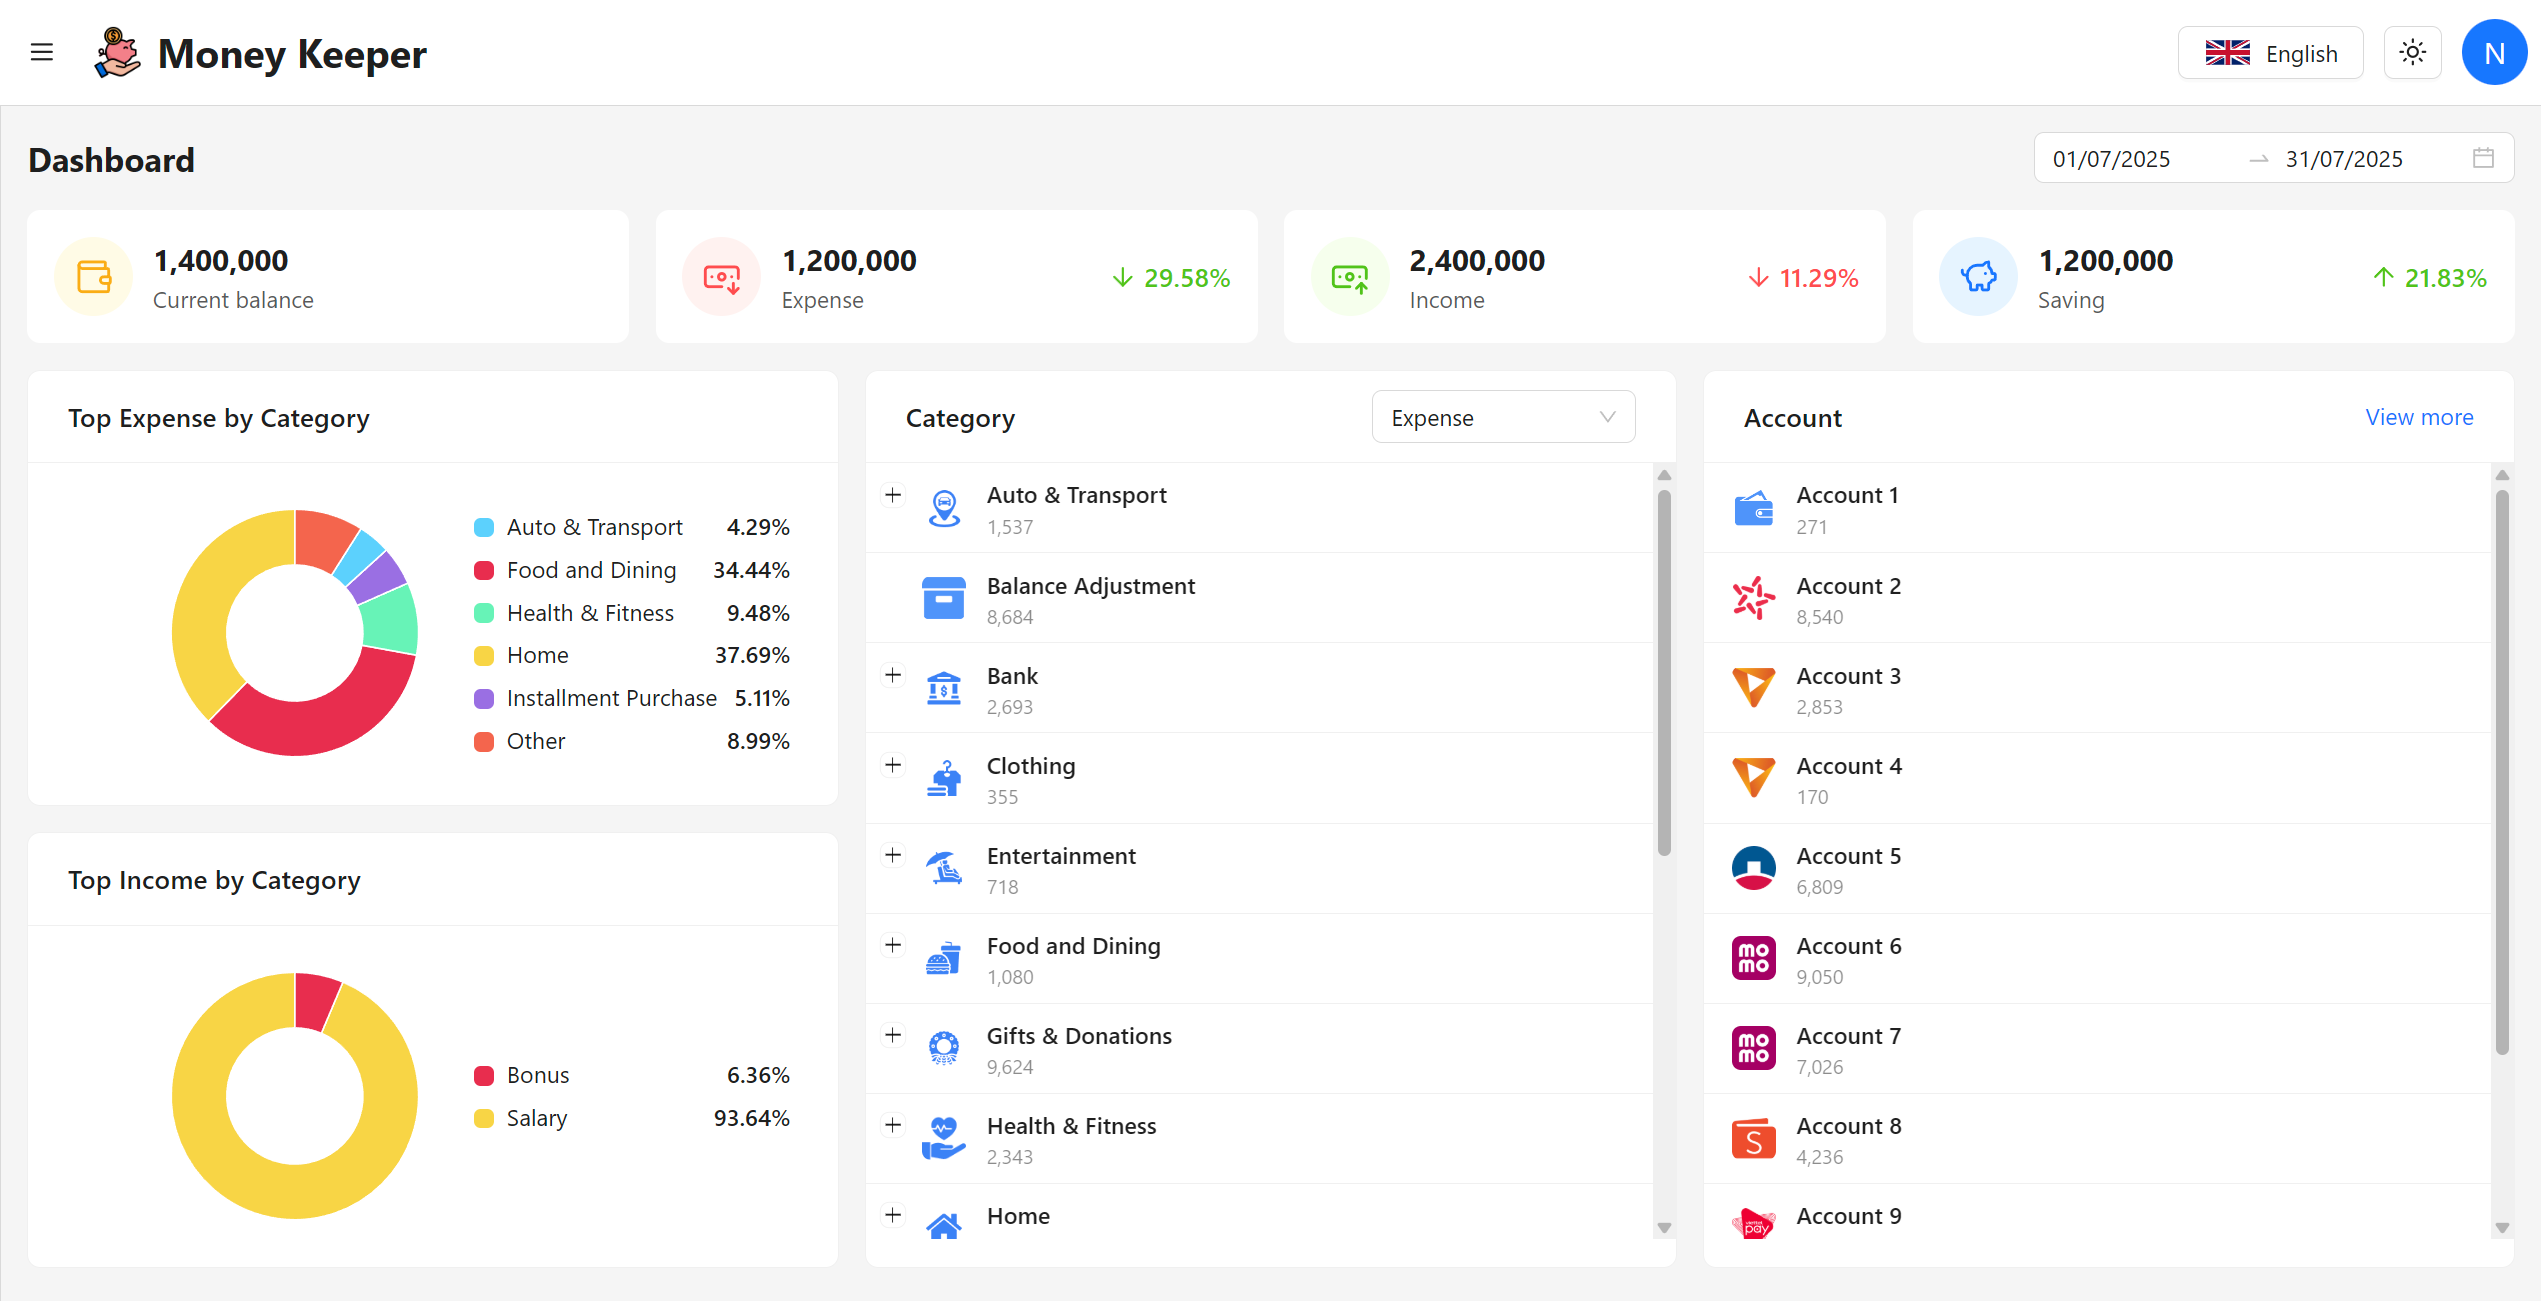 Money Keeper
English
N
Dashboard
01/07/2025
31/07/2025
1,400,000
Current balance
1,200,000
Expense
29.58%
2,400,000
Income
11.29%
1,200,000
Saving
21.83%
Top Expense by Category
Auto & Transport 4.29%
Food and Dining 34.44%
Health & Fitness 9.48%
Home 37.69%
Installment Purchase 5.11%
Other 8.99%
Top Income by Category
Bonus 6.36%
Salary 93.64%
Category
Expense
Auto & Transport
1,537
Balance Adjustment
8,684
Bank
2,693
Clothing
355
Entertainment
718
Food and Dining
1,080
Gifts & Donations
9,624
Health & Fitness
2,343
Home
Account
View more
Account 1
271
Account 2
8,540
Account 3
2,853
Account 4
170
Account 5
6,809
mo
mo
Account 6
9,050
mo
mo
Account 7
7,026
S
Account 8
4,236
pay
Account 9